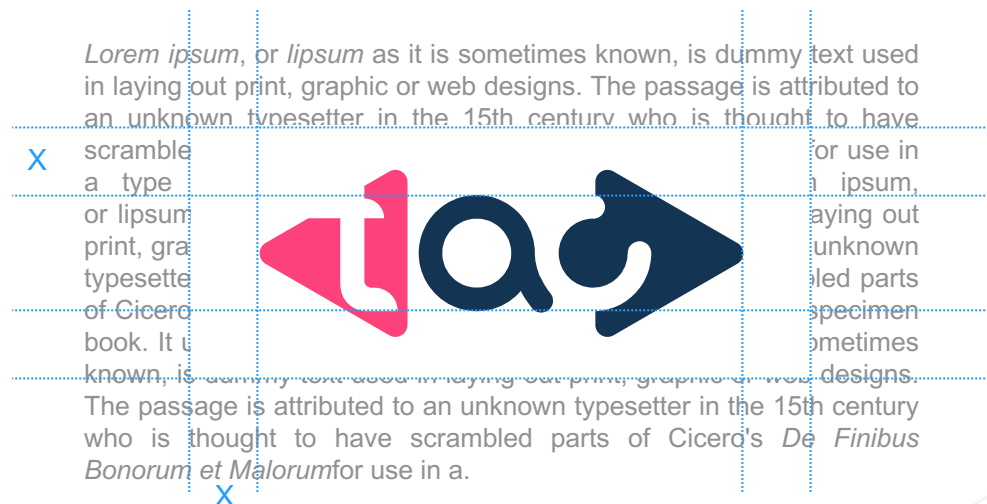 Lorem ipsum, or lipsum as it is sometimes known, is dummy text used
in laying out print, graphic or web designs. The passage is attributed to
an unknown typesetter in the 15th century who is thought to have
scramble for use in
a type ipsum,
or lipsum aying out
print, gra unknown
typesette led parts
of Cicero specimen
book. It ometimes
known, is dummy text used in laying out print, graphic or web designs.
The passage is attributed to an unknown typesetter in the 15th century
who is thought to have scrambled parts of Cicero's De Finibus
Bonorum et Malorumfor use in a.
X
tac
X